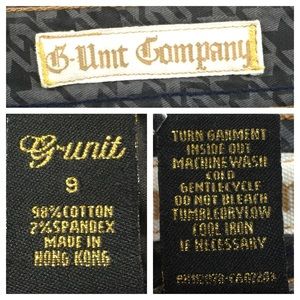 G-Unit Company
G-unit
9
98% COTTON
2% SPANDEX
MADE IN
HONG KONG
TURN GARMENT
INSIDE OUT
MACHINE WASH
COLD
GENTLE CYCLE
DO NOT BLEACH
TUMBLE DRY LOW
COOL IRON
IF NECESSARY